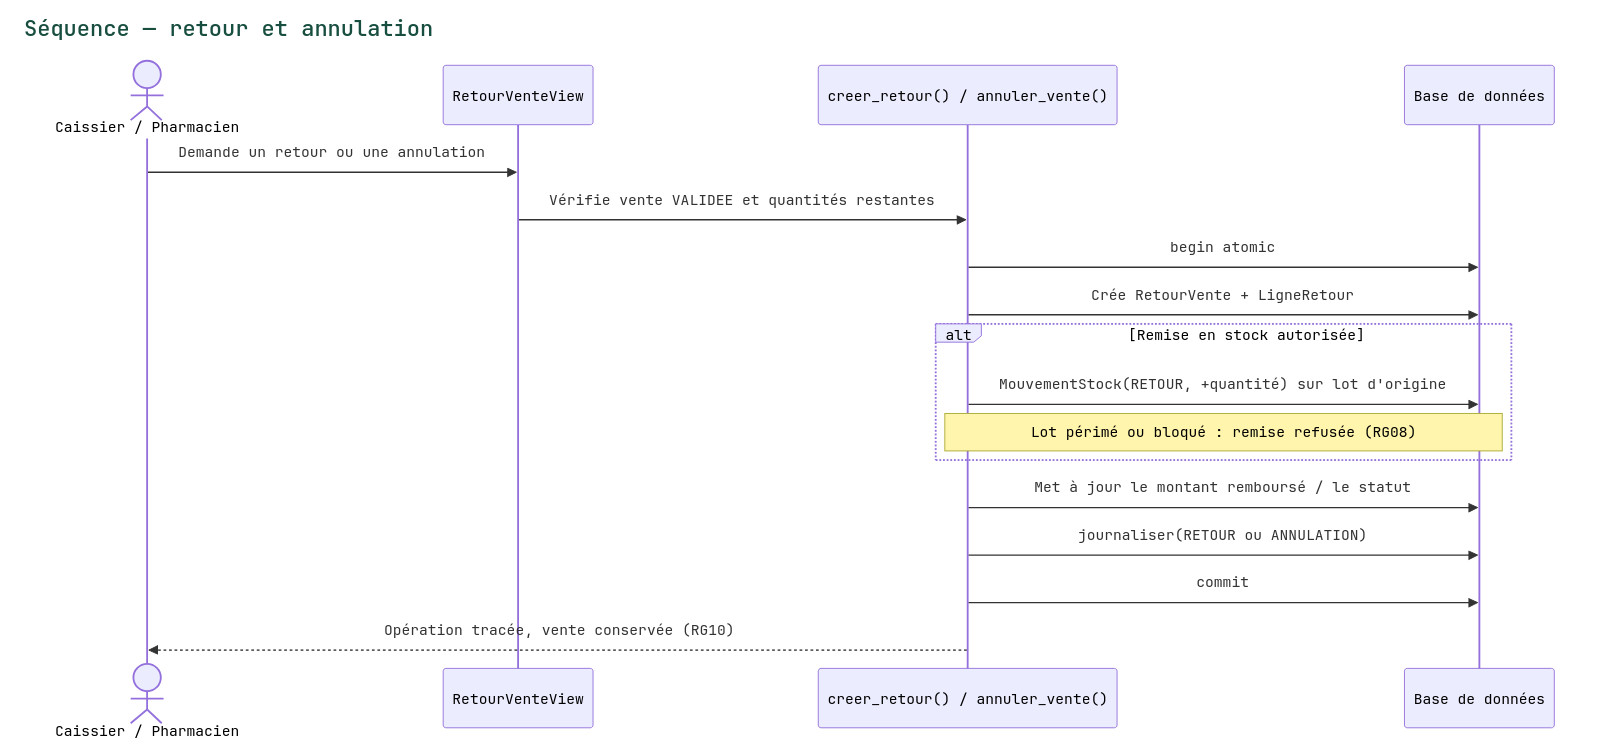 Séquence — retour et annulation
Caissier / Pharmacien
RetourVenteView
creer_retour() / annuler_vente()
Base de données
Demande un retour ou une annulation
Vérifie vente VALIDEE et quantités restantes
begin atomic
Crée RetourVente + LigneRetour
alt
[Remise en stock autorisée]
MouvementStock(RETOUR, +quantité) sur lot d'origine
Lot périmé ou bloqué : remise refusée (RG08)
Met à jour le montant remboursé / le statut
journaliser(RETOUR ou ANNULATION)
commit
Opération tracée, vente conservée (RG10)
Caissier / Pharmacien
RetourVenteView
creer_retour() / annuler_vente()
Base de données